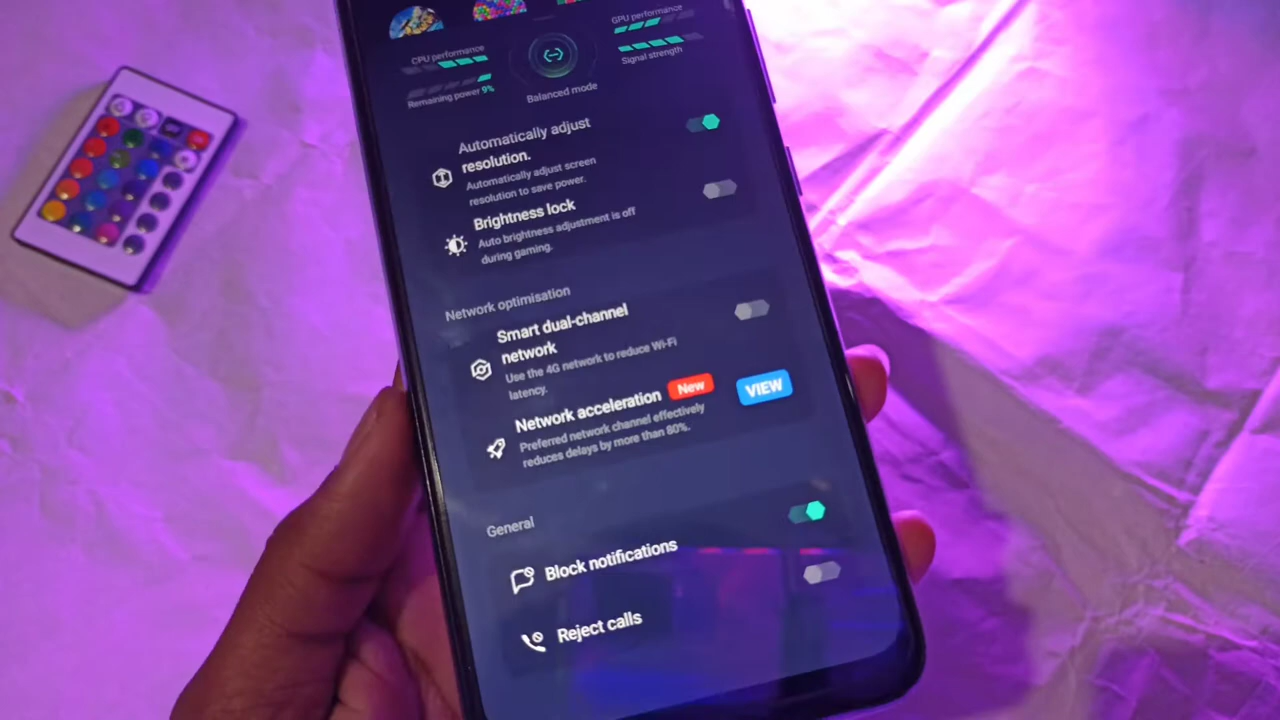 CPU performance
Remaining power 9%
Balanced mode
GPU performance
Signal strength
Automatically adjust
resolution.
Automatically adjust screen
resolution to save power.
Brightness lock
Auto brightness adjustment is off
during gaming.
Network optimisation
Smart dual-channel
network
Use the 4G network to reduce Wi-Fi
latency.
Network acceleration New
VIEW
Preferred network channel effectively
reduces delays by more than 80%.
General
Block notifications
Reject calls